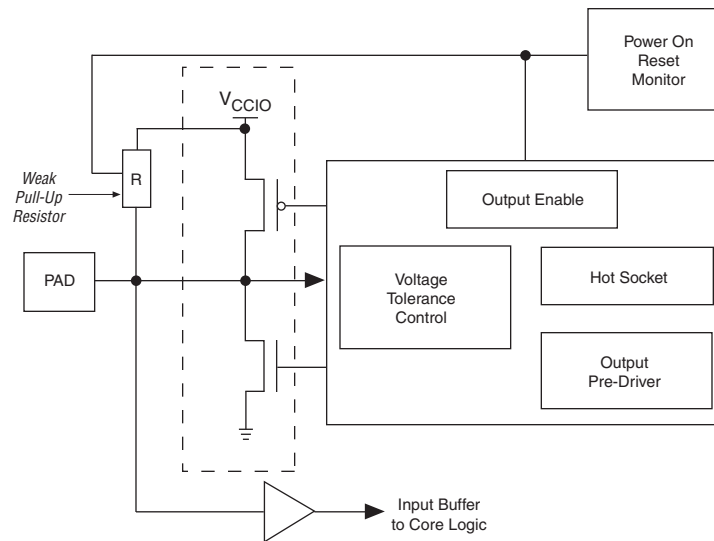 Power On
Reset
Monitor
VCCIO
R
Weak
Pull-Up
Resistor
Output Enable
PAD
Voltage
Tolerance
Control
Hot Socket
Output
Pre-Driver
Input Buffer
to Core Logic